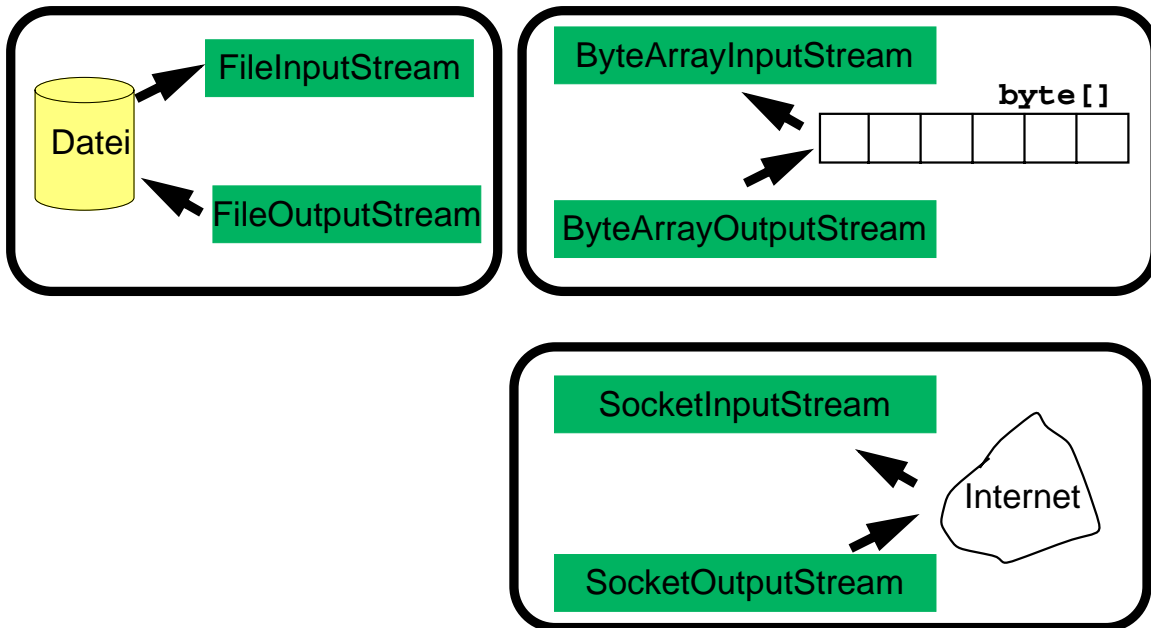 FileInputStream
Datei
FileOutputStream
ByteArrayInputStream
byte[]
ByteArrayOutputStream
SocketInputStream
Internet
SocketOutputStream